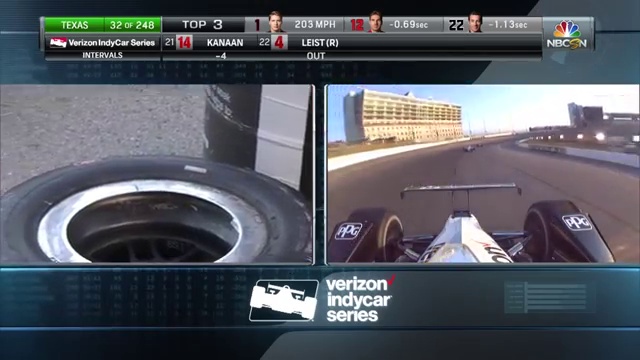 TEXAS 32 OF 248 TOP 3 1 203 MPH 12 -0.69sec 22 -1.13sec
Verizon IndyCar Series 21 14 KANAAN 22 4 LEIST (R) NBCSN
INTERVALS -4 OUT
PPG PPG
verizon
indycar
series